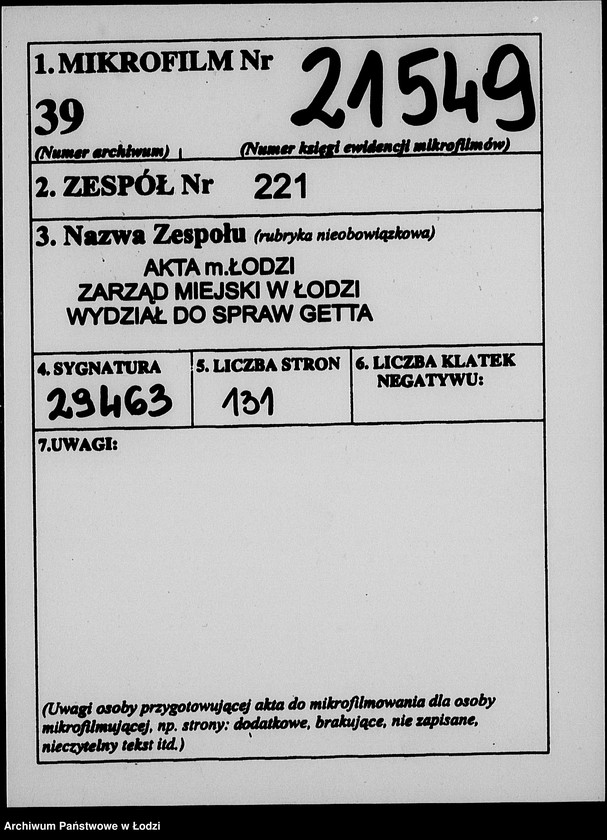 1. MIKROFILM Nr 21549
39
(Numer archiwum) (Numer księgi ewidencji mikrofilmów)
2. ZESPÓŁ Nr 221
3. Nazwa Zespołu (rubryka nieobowiązkowa)
AKTA m.ŁODZI
ZARZĄD MIEJSKI W ŁODZI
WYDZIAŁ DO SPRAW GETTA
4. SYGNATURA 5. LICZBA STRON 6. LICZBA KLATEK
NEGATYWU:
29463 131
7.UWAGI:
(Uwagi osoby przygotowującej akta do mikrofilmowania dla osoby
mikrofilmującej, np. strony: dodatkowe, brakujące, nie zapisane,
nieczytelny tekst itd.)
Archiwum Państwowe w Łodzi